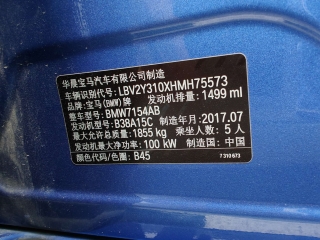 华晨宝马汽车有限公司制造
车辆识别代号:LBV2Y310XHMH75573
品牌:宝马(BMW)牌 发动机排量:1499 ml
整车型号:BMW7154AB
发动机型号:B38A15C 制造年月:2017.07
最大允许总质量:1855 kg 乘坐人数:5 人
发动机最大净功率:100 kW 制造国:中国
颜色代码/色圈:B45
7310673